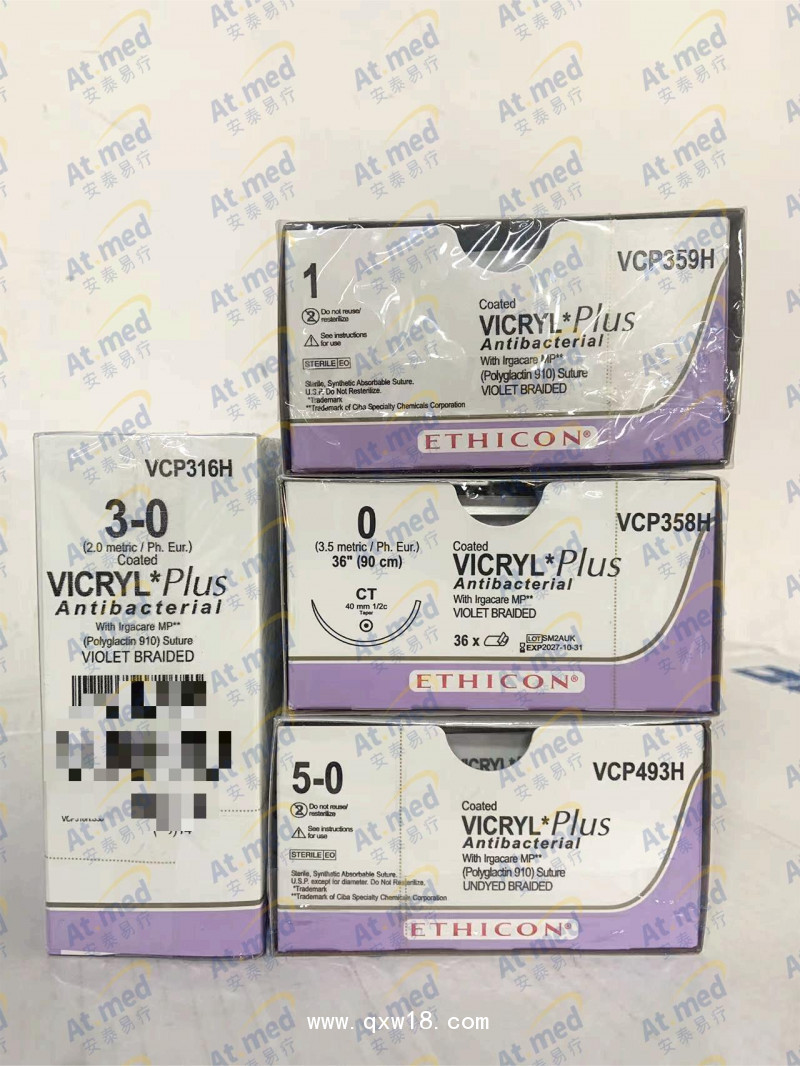 1
VCP359H
Do not reuse/
resterilize
See instructions
for use
STERILE EO
Sterile, Synthetic Absorbable Suture.
U.S.P. Do Not Resterilize.
*Trademark
**Trademark of Ciba Specialty Chemicals Corporation
Coated
VICRYL*Plus
Antibacterial
With Irgacare MP**
(Polyglactin 910) Suture
VIOLET BRAIDED
ETHICON®
VCP316H
3-0
(2.0 metric / Ph. Eur.)
Coated
VICRYL*Plus
Antibacterial
With Irgacare MP**
(Polyglactin 910) Suture
VIOLET BRAIDED
0
(3.5 metric / Ph. Eur.)
36" (90 cm)
CT
40 mm 1/2c
Taper
VCP358H
Coated
VICRYL*Plus
Antibacterial
With Irgacare MP**
VIOLET BRAIDED
36 x
LOT SM2AUK
EXP2027-10-31
ETHICON®
5-0
VCP493H
Do not reuse/
resterilize
See instructions
for use
STERILE EO
Sterile, Synthetic Absorbable Suture.
U.S.P. except for diameter. Do Not Resterilize.
*Trademark
**Trademark of Ciba Specialty Chemicals Corporation
Coated
VICRYL*Plus
Antibacterial
With Irgacare MP**
(Polyglactin 910) Suture
UNDYED BRAIDED
ETHICON®
At.med
安泰易疗
www.qxw18.com